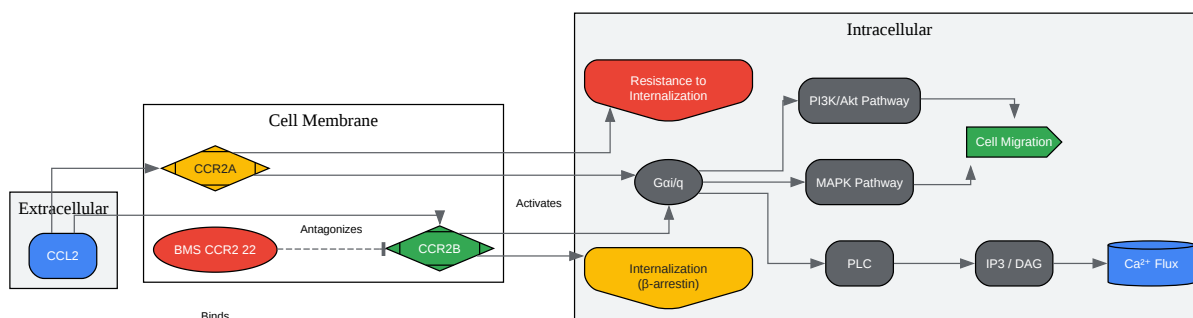 Intracellular
Resistance to
Internalization
PI3K/Akt Pathway
Cell Membrane
Cell Migration
CCR2A
Gαi/q
MAPK Pathway
Extracellular
Activates
Antagonizes
CCL2
BMS CCR2 22
CCR2B
Internalization
(β-arrestin)
PLC
IP3 / DAG
Ca²⁺ Flux
Binds